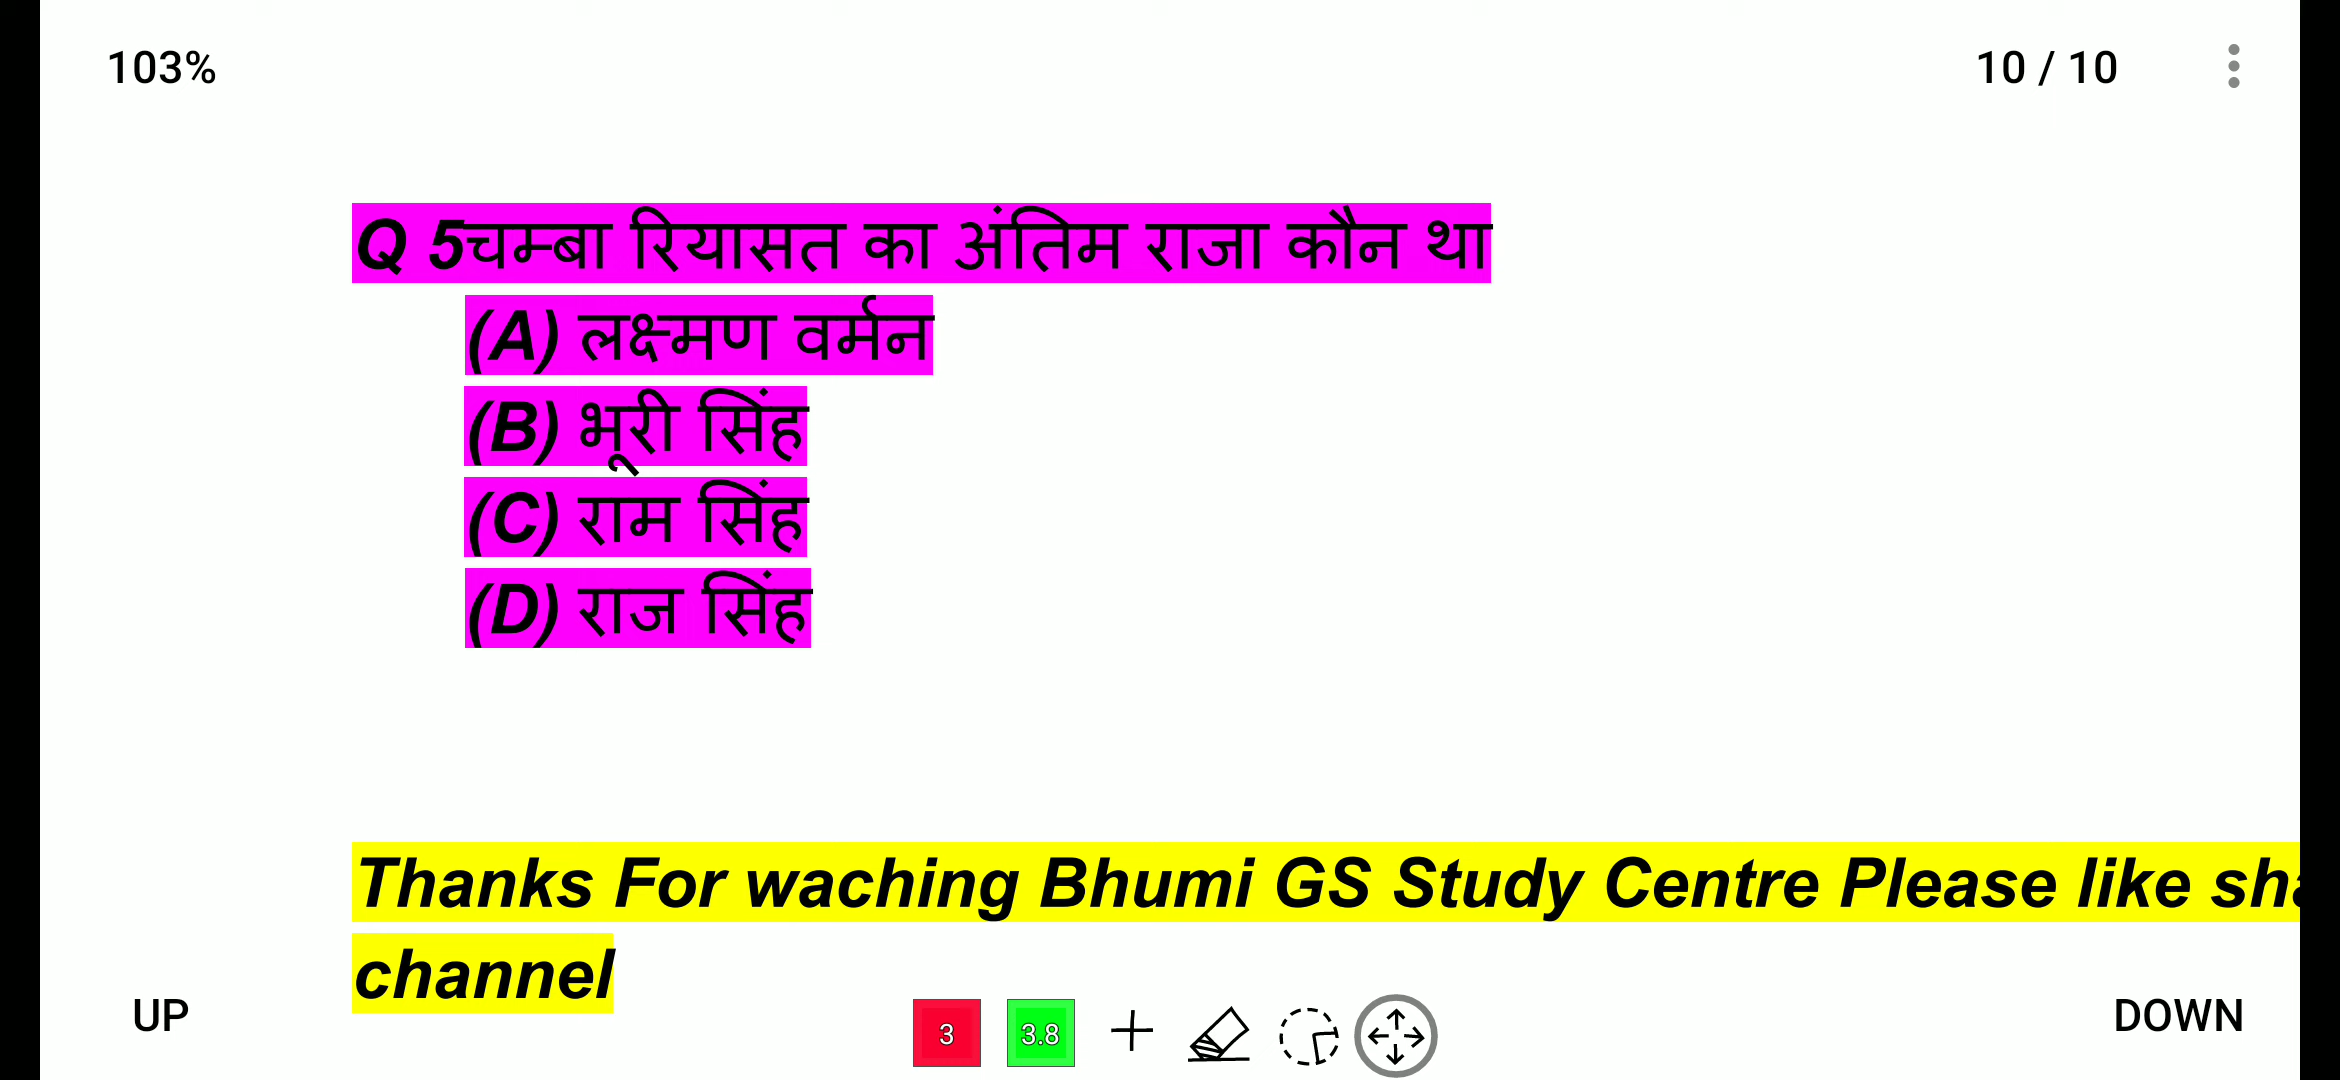 103%
10 / 10
Q 5चम्बा रियासत का अंतिम राजा कौन था
(A) लक्ष्मण वर्मन
(B) भूरी सिंह
(C) राम सिंह
(D) राज सिंह
Thanks For waching Bhumi GS Study Centre Please like
channel
UP
3
3.8
DOWN